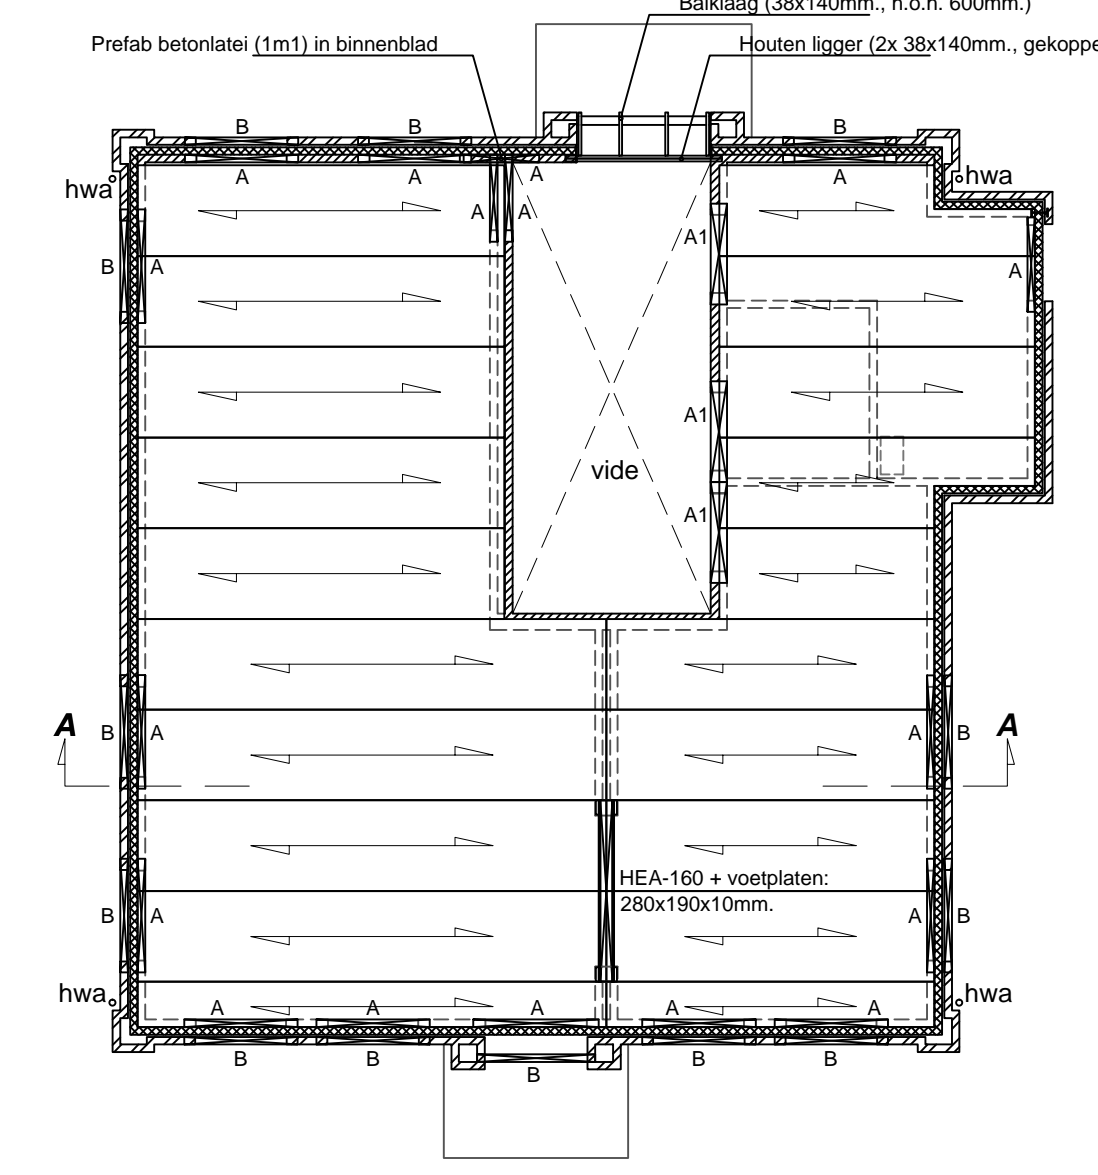 Balklaag (38x140mm., h.o.h. 600mm.)
Prefab betonlatei (1m1) in binnenblad
Houten ligger (2x 38x140mm., gekoppe
B B B
A A A A
hwa hwa
A A A1
B A A
A1
vide
A1
A A
B A A B
HEA-160 + voetplaten:
280x190x10mm.
B A A B
hwa hwa
A A A A A
B B B B
B